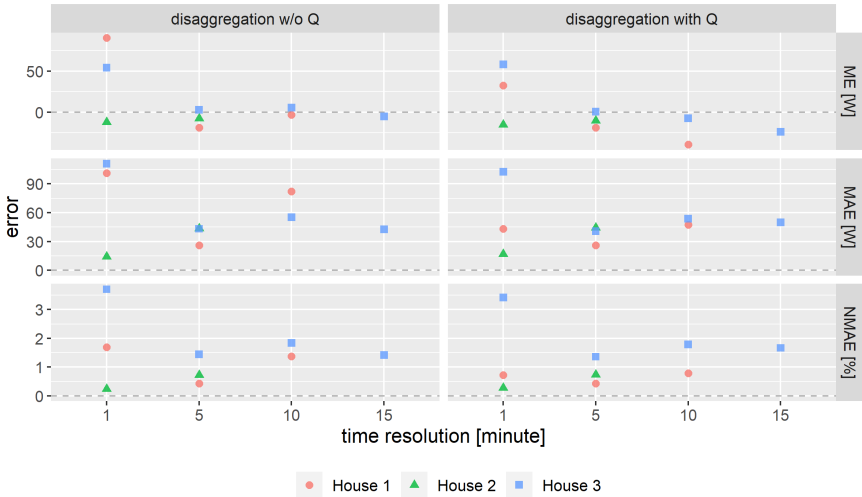 disaggregation w/o Q
disaggregation with Q
50
0
ME [W]
90
60
30
0
MAE [W]
3
2
1
0
NMAE [%]
error
1 5 10 15 1 5 10 15
time resolution [minute]
House 1 House 2 House 3